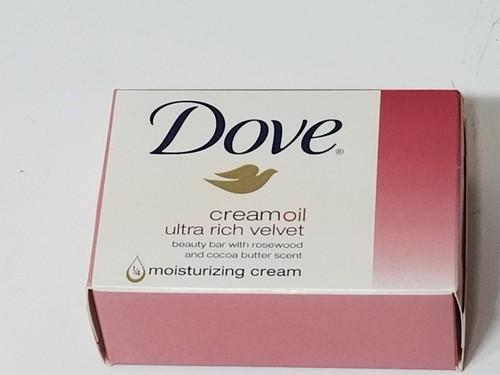 Dove®
creamoil
ultra rich velvet
beauty bar with rosewood
and cocoa butter scent
¼ moisturizing cream